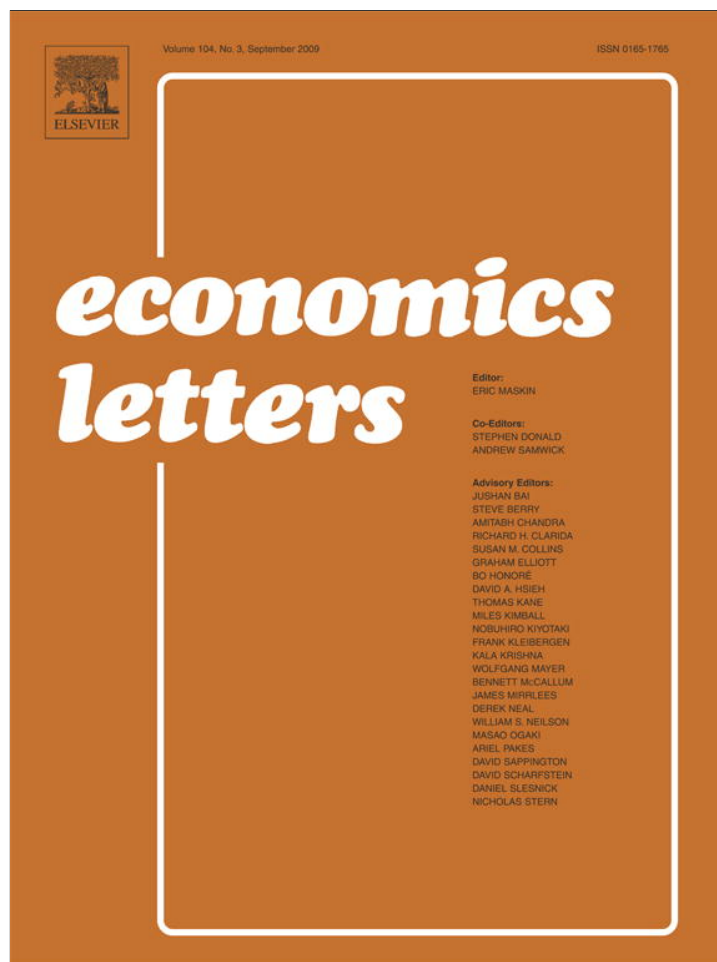 Volume 104, No. 3, September 2009
ISSN 0165-1765
ELSEVIER
economics
letters
Editor:
ERIC MASKIN
Co-Editors:
STEPHEN DONALD
ANDREW SAMWICK
Advisory Editors:
JUSHAN BAI
STEVE BERRY
AMITABH CHANDRA
RICHARD H. CLARIDA
SUSAN M. COLLINS
GRAHAM ELLIOTT
BO HONORÉ
DAVID A. HSIEH
THOMAS KANE
MILES KIMBALL
NOBUHIRO KIYOTAKI
FRANK KLEIBERGEN
KALA KRISHNA
WOLFGANG MAYER
BENNETT McCALLUM
JAMES MIRRLEES
DEREK NEAL
WILLIAM S. NEILSON
MASAO OGAKI
ARIEL PAKES
DAVID SAPPINGTON
DAVID SCHARFSTEIN
DANIEL SLESNICK
NICHOLAS STERN